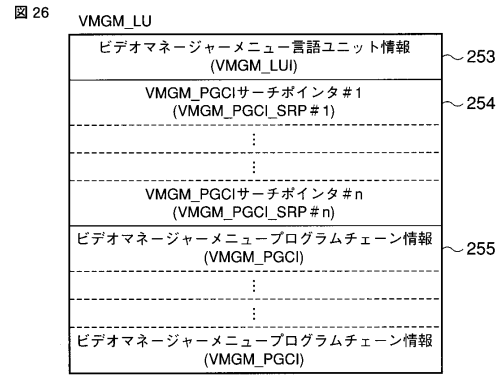 図 26
VMGM_LU
ビデオマネージャーメニュー言語ユニット情報
(VMGM_LUI)
253
VMGM_PGCIサーチポインタ＃1
(VMGM_PGCI_SRP＃1)
254
⋮
⋮
VMGM_PGCIサーチポインタ＃n
(VMGM_PGCI_SRP＃n)
ビデオマネージャーメニュープログラムチェーン情報
(VMGM_PGCI)
255
⋮
⋮
ビデオマネージャーメニュープログラムチェーン情報
(VMGM_PGCI)